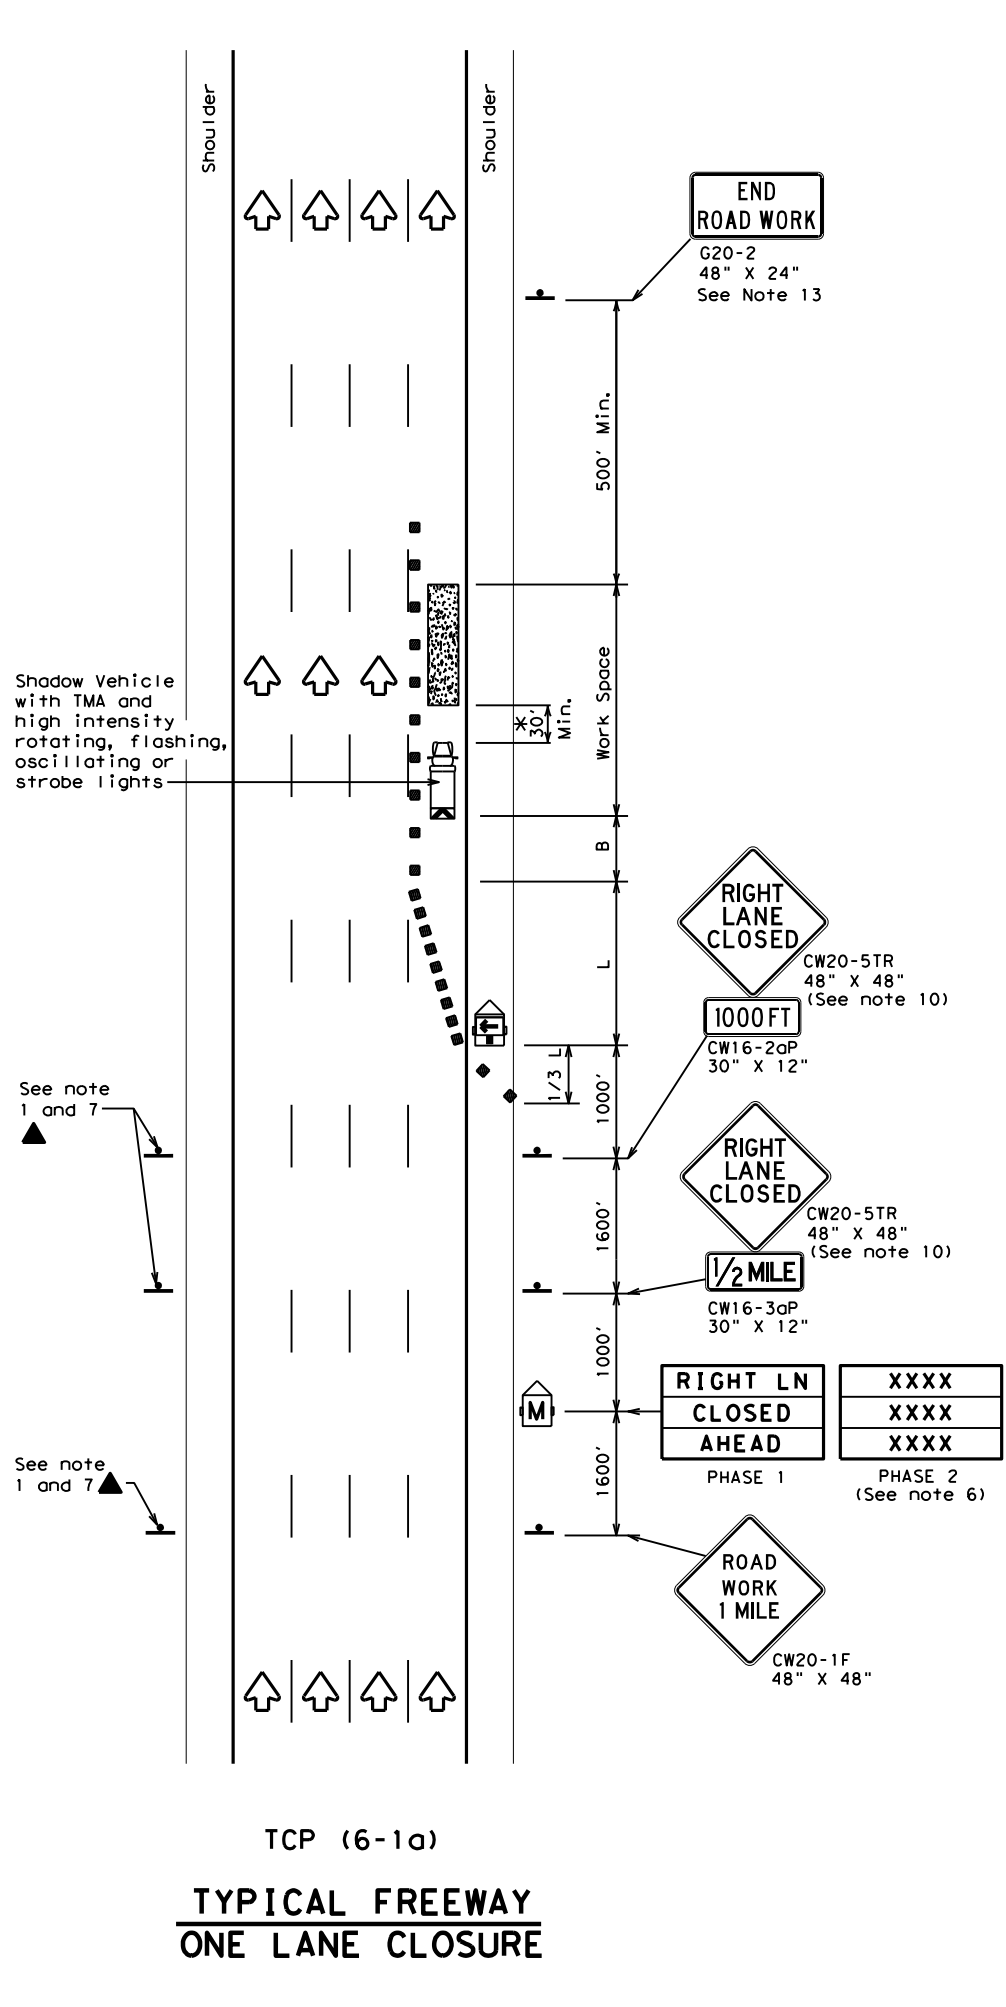 Shoulder
Shoulder
END
ROAD WORK
G20-2
48" X 24"
See Note 13
500' Min.
Shadow Vehicle
with TMA and
high intensity
rotating, flashing,
oscillating or
strobe lights
*
30'
Min.
Work Space
B
L
RIGHT
LANE
CLOSED
CW20-5TR
48" X 48"
(See note 10)
1000 FT
CW16-2aP
30" X 12"
1/3 L
1000'
See note
1 and 7
RIGHT
LANE
CLOSED
CW20-5TR
48" X 48"
(See note 10)
1600'
1/2 MILE
CW16-3aP
30" X 12"
1000'
M
RIGHT LN
CLOSED
AHEAD
PHASE 1
XXXX
XXXX
XXXX
PHASE 2
(See note 6)
1600'
See note
1 and 7
ROAD
WORK
1 MILE
CW20-1F
48" X 48"
TCP (6-1a)
TYPICAL FREEWAY
ONE LANE CLOSURE